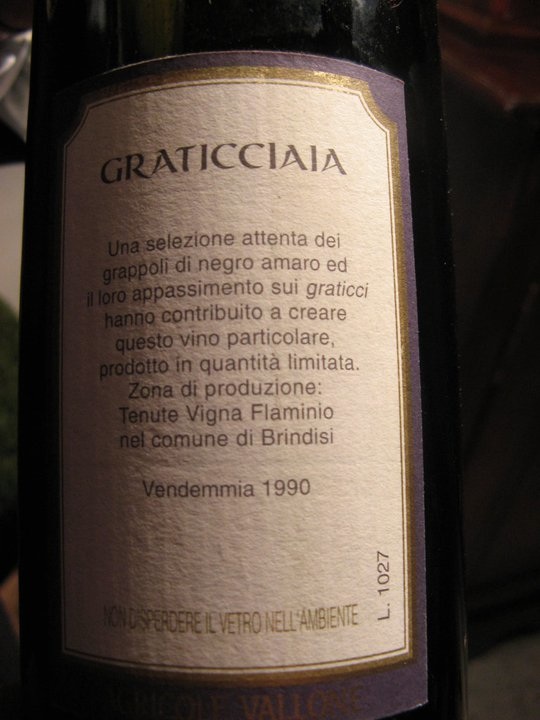 GRATICCIAIA
Una selezione attenta dei
grappoli di negro amaro ed
il loro appassimento sui graticci
hanno contribuito a creare
questo vino particolare,
prodotto in quantità limitata.
Zona di produzione:
Tenute Vigna Flaminio
nel comune di Brindisi
Vendemmia 1990
L. 1027
NON DISPERDERE IL VETRO NELL'AMBIENTE
AGRICOLE VALLONE